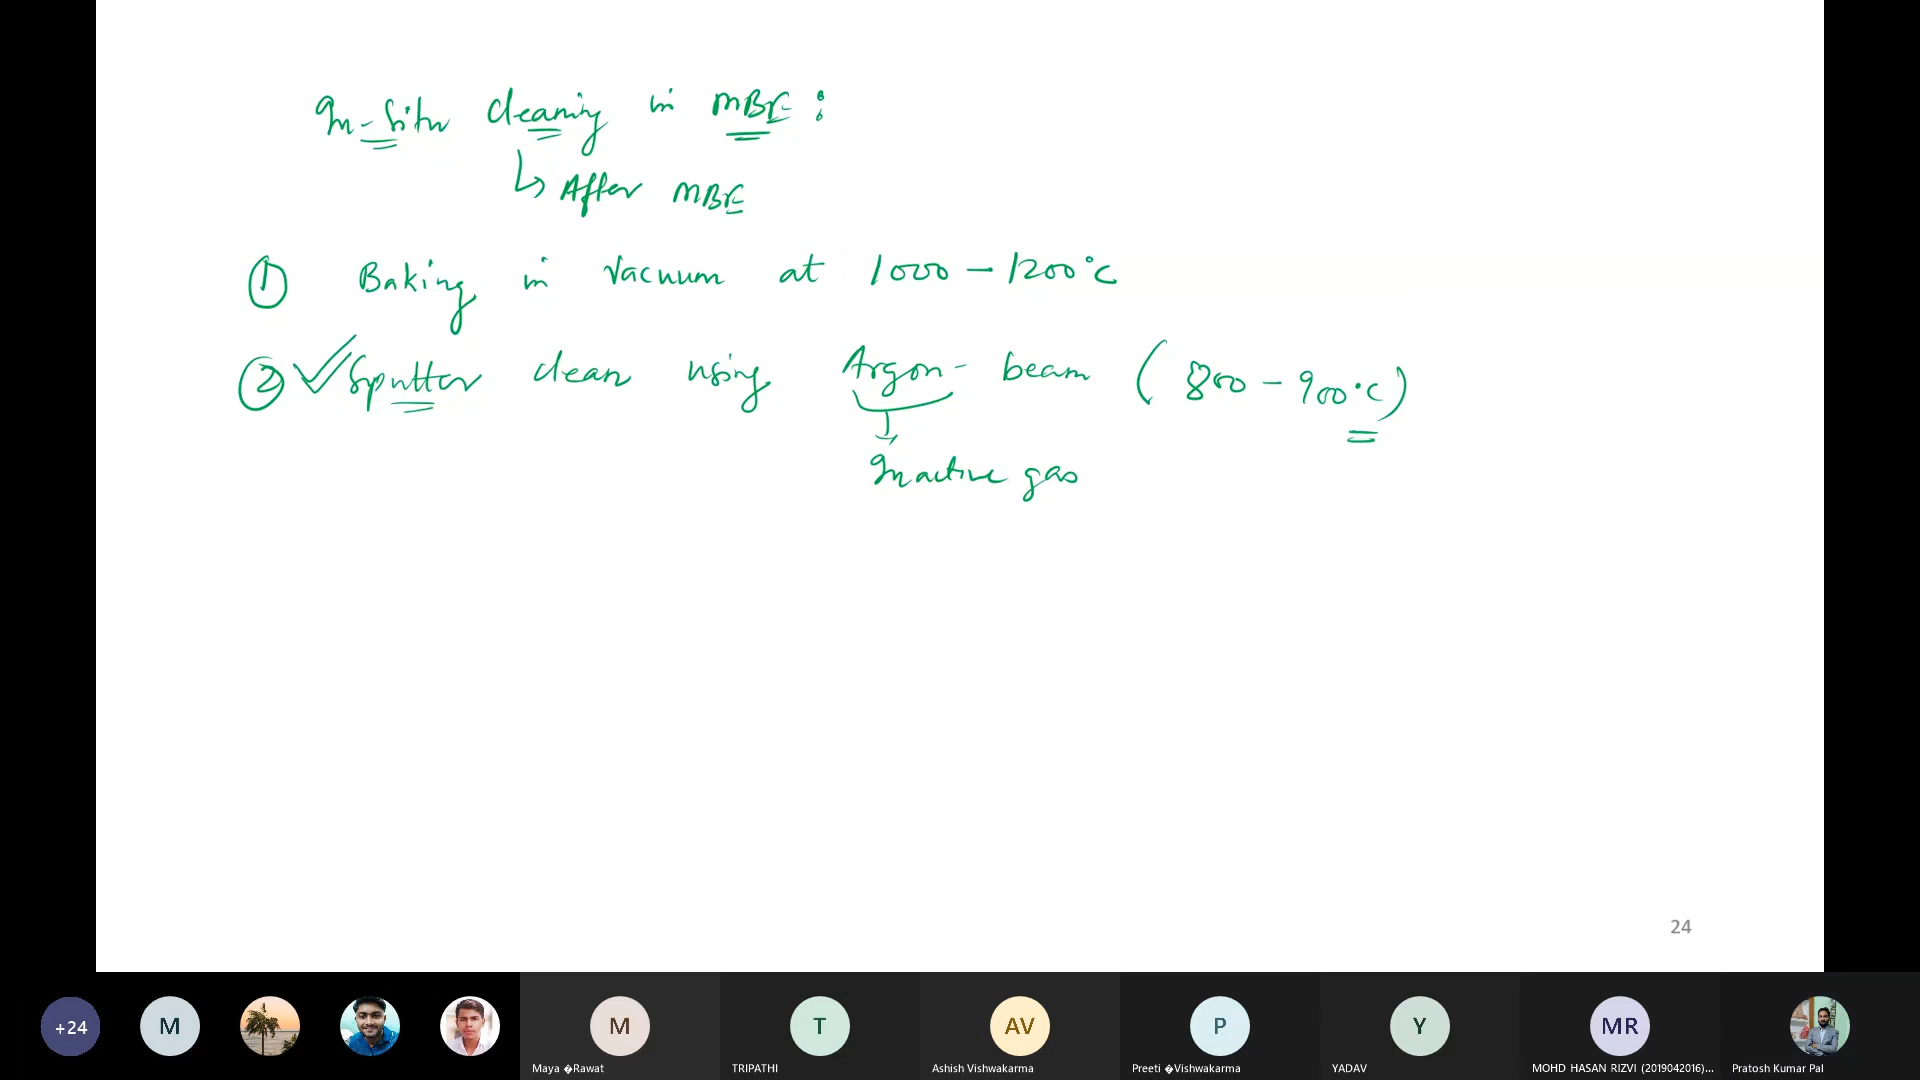 In-situ cleaning in MBE :
↳ After MBE
① Baking in vacuum at 1000 - 1200°C
② ✓ Sputter clean using Argon - beam ( 800 - 900°C )
Inactive gas
24
+24
M
M
T
AV
P
Y
MR
Maya �Rawat
TRIPATHI
Ashish Vishwakarma
Preeti �Vishwakarma
YADAV
MOHD HASAN RIZVI (2019042016)...
Pratosh Kumar Pal